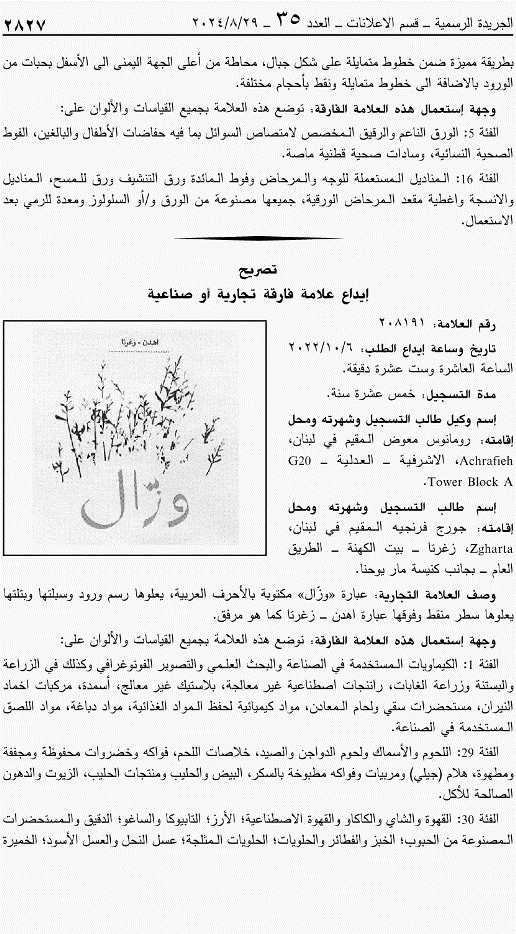 الجريدة الرسمية ـ قسم الاعلانات ـ العدد ٣٥ ـ ٢٠٢٤/٨/٢٩
٢٨٢٧
بطريقة مميزة ضمن خطوط متمايلة على شكل جبال، محاطة من أعلى الجهة اليمنى الى الأسفل بحبات من
الورود بالاضافة الى خطوط متمايلة ونقط بأحجام مختلفة.
وجهة إستعمال هذه العلامة الفارقة: توضع هذه العلامة بجميع القياسات والألوان على:
الفئة 5: الورق الناعم والرقيق المخصص لامتصاص السوائل بما فيه حفاضات الأطفال والبالغين، الفوط
الصحية النسائية، وسادات صحية قطنية ماصة.
الفئة 16: المناديل المستعملة للوجه والمرحاض وفوط المائدة ورق التنشيف ورق للمسح، المناديل
والانسجة واغطية مقعد المرحاض الورقية، جميعها مصنوعة من الورق و/أو السلولوز ومعدة للرمي بعد
الاستعمال.
تصريح
إيداع علامة فارقة تجارية أو صناعية
رقم العلامة: ٢٠٨١٩١
تاريخ وساعة إيداع الطلب: ٢٠٢٢/١٠/٦
الساعة العاشرة وست عشرة دقيقة.
مدة التسجيل: خمس عشرة سنة.
إسم وكيل طالب التسجيل وشهرته ومحل
إقامته: رومانوس معوض المقيم في لبنان،
Achrafieh، الاشرفية ـ العدلية ـ G20
Tower Block A.
إسم طالب التسجيل وشهرته ومحل
إقامته: جورج فرنجيه المقيم في لبنان،
Zgharta، زغرتا ـ بيت الكهنة ـ الطريق
العام ـ بجانب كنيسة مار يوحنا.
اهدن - زغرتا
وزّال
وصف العلامة التجارية: عبارة «وزّال» مكتوبة بالأحرف العربية، يعلوها رسم ورود وسبلتها وبتلتها
يعلوها سطر منقط وفوقها عبارة اهدن ـ زغرتا كما هو مرفق.
وجهة إستعمال هذه العلامة الفارقة: توضع هذه العلامة بجميع القياسات والألوان على:
الفئة 1: الكيماويات المستخدمة في الصناعة والبحث العلمي والتصوير الفوتوغرافي وكذلك في الزراعة
والبستنة وزراعة الغابات، راتنجات اصطناعية غير معالجة، بلاستيك غير معالج، أسمدة، مركبات اخماد
النيران، مستحضرات سقي ولحام المعادن، مواد كيميائية لحفظ المواد الغذائية، مواد دباغة، مواد اللصق
المستخدمة في الصناعة.
الفئة 29: اللحوم والأسماك ولحوم الدواجن والصيد، خلاصات اللحم، فواكه وخضروات محفوظة ومجففة
ومطهوة، هلام (جيلي) ومربيات وفواكه مطبوخة بالسكر، البيض والحليب ومنتجات الحليب، الزيوت والدهون
الصالحة للأكل.
الفئة 30: القهوة والشاي والكاكاو والقهوة الاصطناعية؛ الأرز؛ التابيوكا والساغو؛ الدقيق والمستحضرات
المصنوعة من الحبوب؛ الخبز والفطائر والحلويات؛ الحلويات المثلجة؛ عسل النحل والعسل الأسود؛ الخميرة